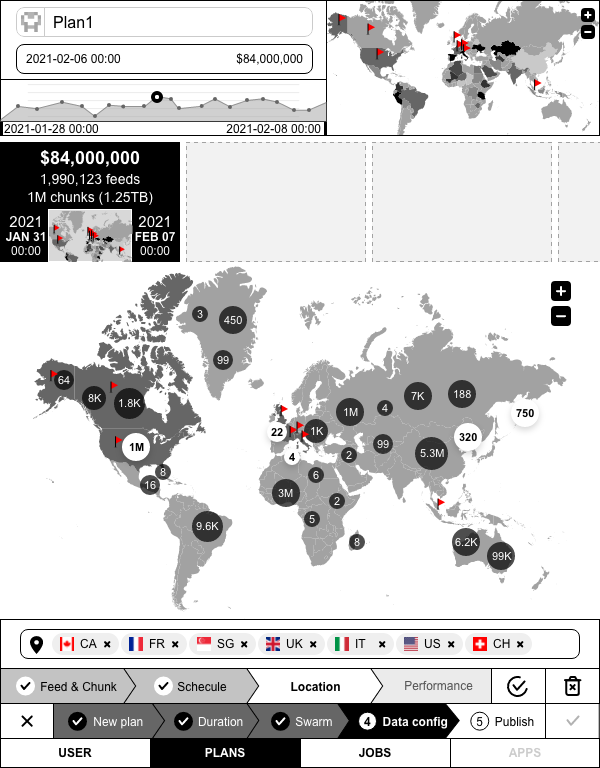 Plan1
2021-02-06 00:00 $84,000,000
2021-01-28 00:00 2021-02-08 00:00
$84,000,000
1,990,123 feeds
1M chunks (1.25TB)
2021 2021
JAN 31 FEB 07
00:00 00:00
3
450
99
64
8K
1.8K
1M
8
16
9.6K
22
1K
4
1M
4
7K
188
750
320
99
5.3M
2
6
3M
2
5
8
6.2K
99K
CA × FR × SG × UK × IT × US × CH ×
Feed & Chunk Schecule Location Performance
New plan Duration Swarm 4 Data config 5 Publish
USER PLANS JOBS APPS